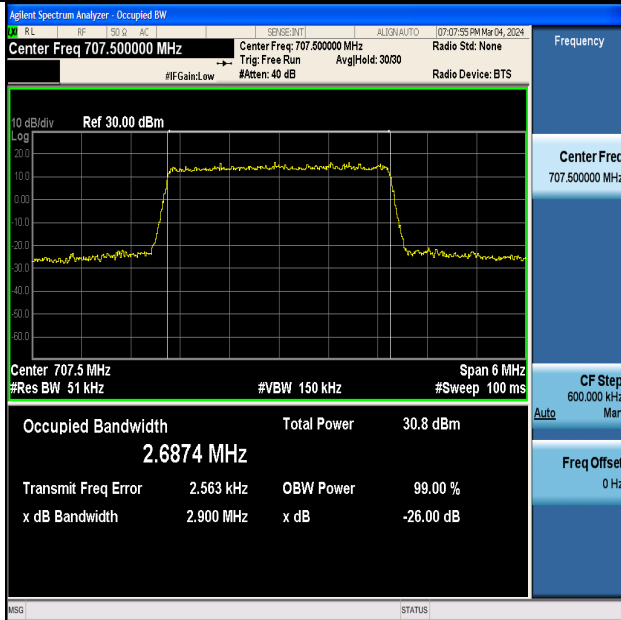 Agilent Spectrum Analyzer - Occupied BW
LXI RL RF 50 Ω AC SENSE:INT ALIGN AUTO 07:07:55 PM Mar 04, 2024
Center Freq 707.500000 MHz
Center Freq: 707.500000 MHz
Radio Std: None
Trig: Free Run Avg|Hold: 30/30
#IFGain:Low
#Atten: 40 dB
Radio Device: BTS
10 dB/div Ref 30.00 dBm
Log
20.0
10.0
0.00
-10.0
-20.0
-30.0
-40.0
-50.0
-60.0
Center 707.5 MHz Span 6 MHz
#Res BW 51 kHz #VBW 150 kHz #Sweep 100 ms
Occupied Bandwidth Total Power 30.8 dBm
2.6874 MHz
Transmit Freq Error 2.563 kHz OBW Power 99.00 %
x dB Bandwidth 2.900 MHz x dB -26.00 dB
MSG STATUS
Frequency
Center Freq
707.500000 MHz
CF Step
600.000 kHz
Auto Man
Freq Offset
0 Hz